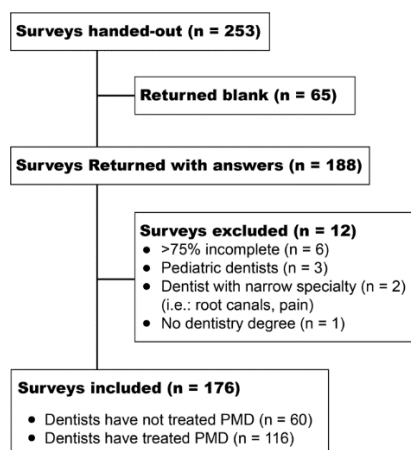 Surveys handed-out (n = 253)
Returned blank (n = 65)
Surveys Returned with answers (n = 188)
Surveys excluded (n = 12)
● >75% incomplete (n = 6)
● Pediatric dentists (n = 3)
● Dentist with narrow specialty (n = 2)
(i.e.: root canals, pain)
● No dentistry degree (n = 1)
Surveys included (n = 176)
● Dentists have not treated PMD (n = 60)
● Dentists have treated PMD (n = 116)